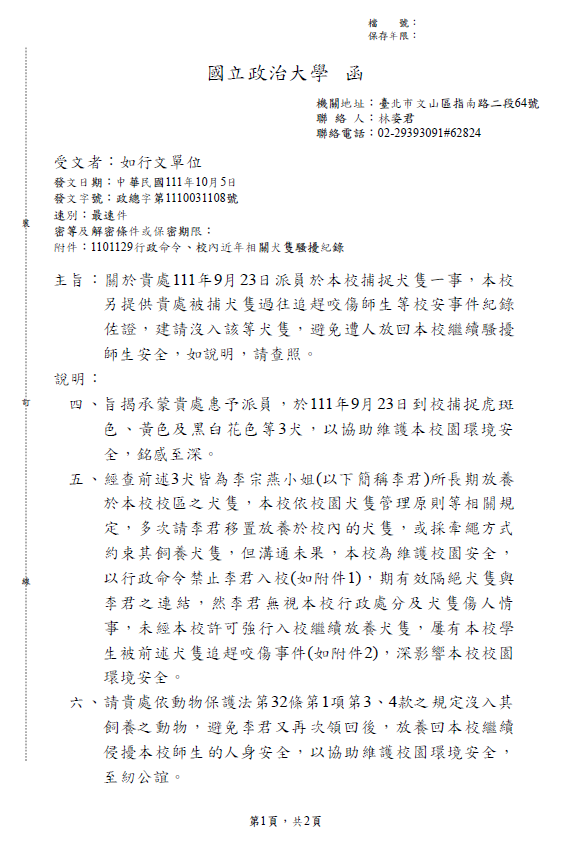 檔　　號：
保存年限：
國立政治大學　函
機關地址：臺北市文山區指南路二段64號
聯 絡 人：林姿君
聯絡電話：02-29393091#62824
受文者：如行文單位
發文日期：中華民國111年10月5日
發文字號：政總字第1110031108號
速別：最速件
密等及解密條件或保密期限：
附件：1101129行政命令、校內近年相關犬隻騷擾紀錄
主旨：關於貴處111年9月23日派員於本校捕捉犬隻一事，本校
另提供貴處被捕犬隻過往追趕咬傷師生等校安事件紀錄
佐證，建請沒入該等犬隻，避免遭人放回本校繼續騷擾
師生安全，如說明，請查照。
說明：
四、旨揭承蒙貴處惠予派員，於111年9月23日到校捕捉虎斑
色、黃色及黑白花色等3犬，以協助維護本校園環境安
全，銘感至深。
五、經查前述3犬皆為李宗燕小姐(以下簡稱李君)所長期放養
於本校校區之犬隻，本校依校園犬隻管理原則等相關規
定，多次請李君移置放養於校內的犬隻，或採牽繩方式
約束其飼養犬隻，但溝通未果，本校為維護校園安全，
以行政命令禁止李君入校(如附件1)，期有效隔絕犬隻與
李君之連結，然李君無視本校行政處分及犬隻傷人情
事，未經本校許可強行入校繼續放養犬隻，屢有本校學
生被前述犬隻追趕咬傷事件(如附件2)，深影響本校校園
環境安全。
六、請貴處依動物保護法第32條第1項第3、4款之規定沒入其
飼養之動物，避免李君又再次領回後，放養回本校繼續
侵擾本校師生的人身安全，以協助維護校園環境安全，
至紉公誼。
裝
訂
線
第1頁，共2頁